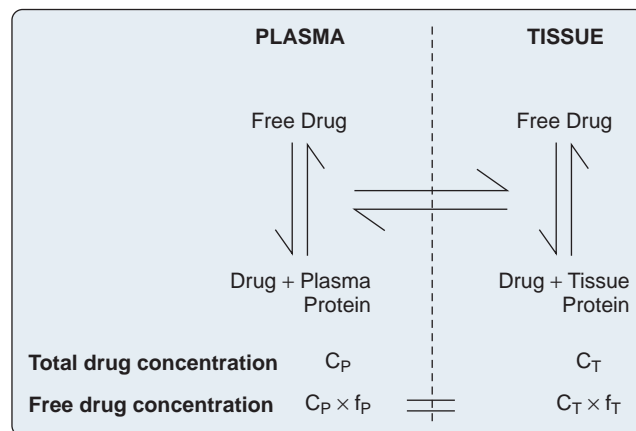 PLASMA TISSUE
Free Drug Free Drug
Drug + Plasma Drug + Tissue
Protein Protein
Total drug concentration C_P C_T
Free drug concentration C_P × f_P = C_T × f_T